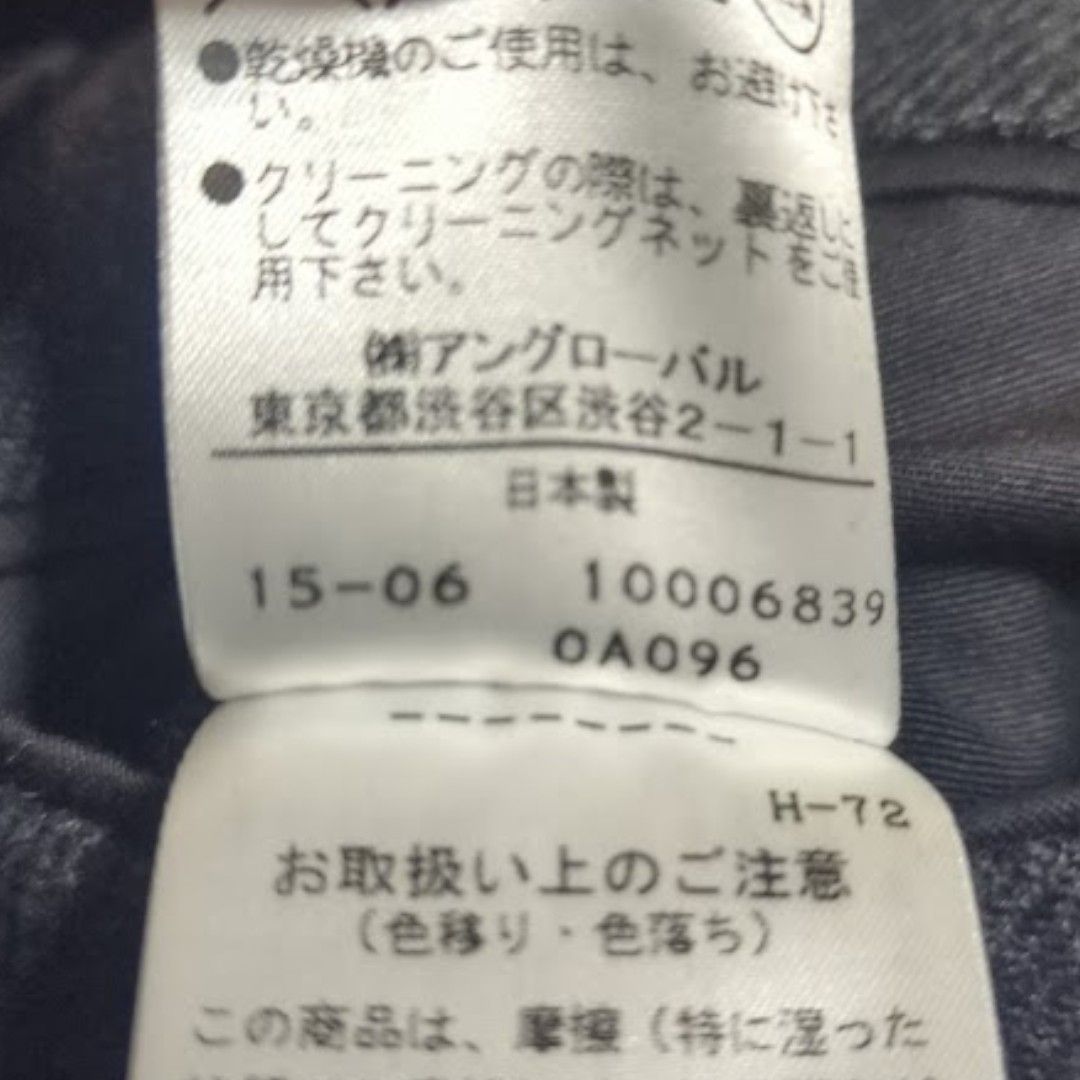 ●乾燥機のご使用は、お避け下さ
い。
●クリーニングの際は、裏返しに
してクリーニングネットをご使
用下さい。
㈱アングローバル
東京都渋谷区渋谷2-1-1
日本製
15-06 10006839
0A096
H-72
お取扱い上のご注意
(色移り・色落ち)
この商品は、摩擦(特に湿った